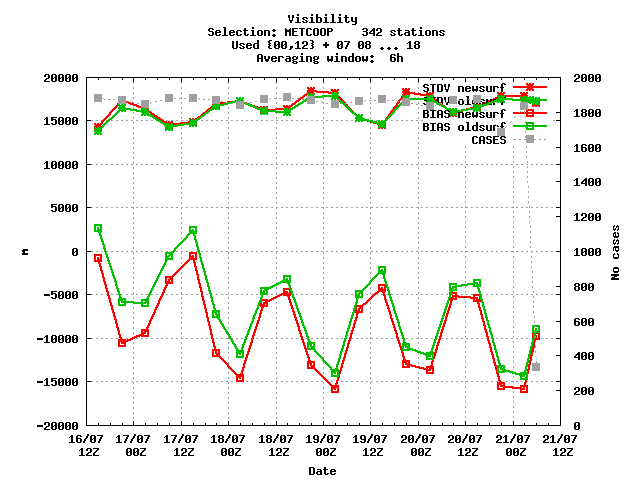 Visibility
Selection: METCOOP    342 stations
Used {00,12} + 07 08 ... 18
Averaging window:  6h
20000
15000
10000
5000
0
-5000
-10000
-15000
-20000
m
2000
1800
1600
1400
1200
1000
800
600
400
200
0
No cases
STDV newsurf
STDV oldsurf
BIAS newsurf
BIAS oldsurf
CASES
16/07 17/07 17/07 18/07 18/07 19/07 19/07 20/07 20/07 21/07 21/07
12Z 00Z 12Z 00Z 12Z 00Z 12Z 00Z 12Z 00Z 12Z
Date